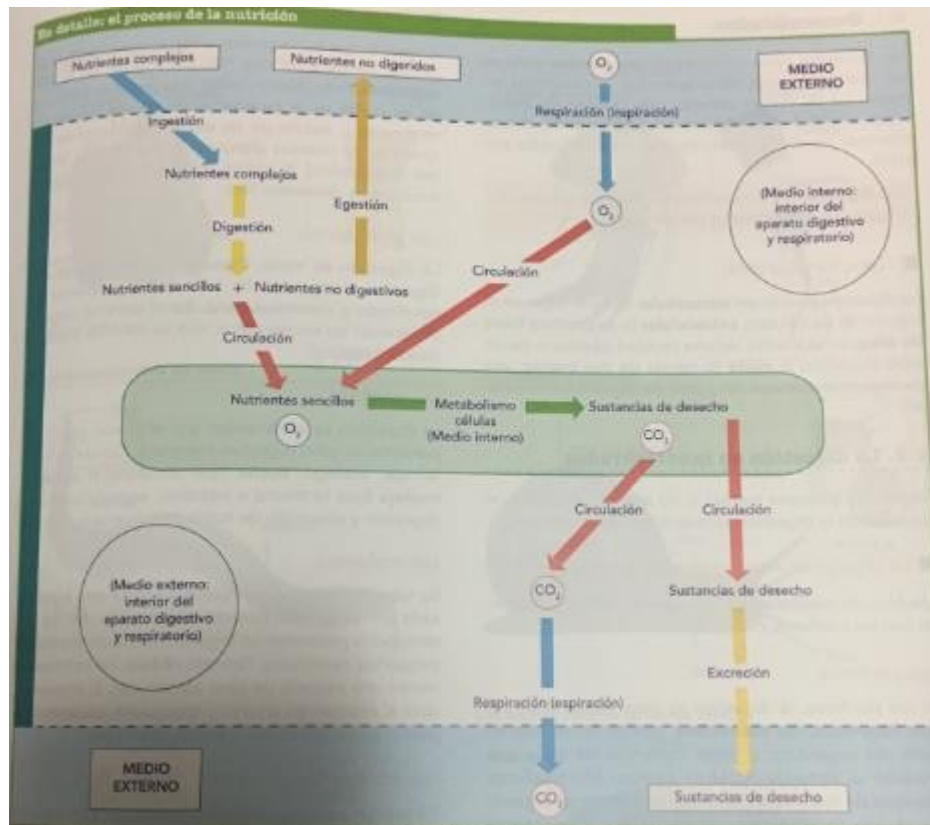 En detalle: el proceso de la nutrición
Nutrientes complejos
Nutrientes no digeridos
O₂
MEDIO
EXTERNO
Respiración (inspiración)
Ingestión
Nutrientes complejos
Egestión
O₂
(Medio interno:
interior del
aparato digestivo
y respiratorio)
Digestión
Circulación
Nutrientes sencillos + Nutrientes no digestivos
Circulación
Nutrientes sencillos
O₂
Metabolismo
células
(Medio interno)
Sustancias de desecho
CO₂
Circulación
Circulación
(Medio externo:
interior del
aparato digestivo
y respiratorio)
CO₂
Sustancias de desecho
Excreción
Respiración (espiración)
MEDIO
EXTERNO
CO₂
Sustancias de desecho